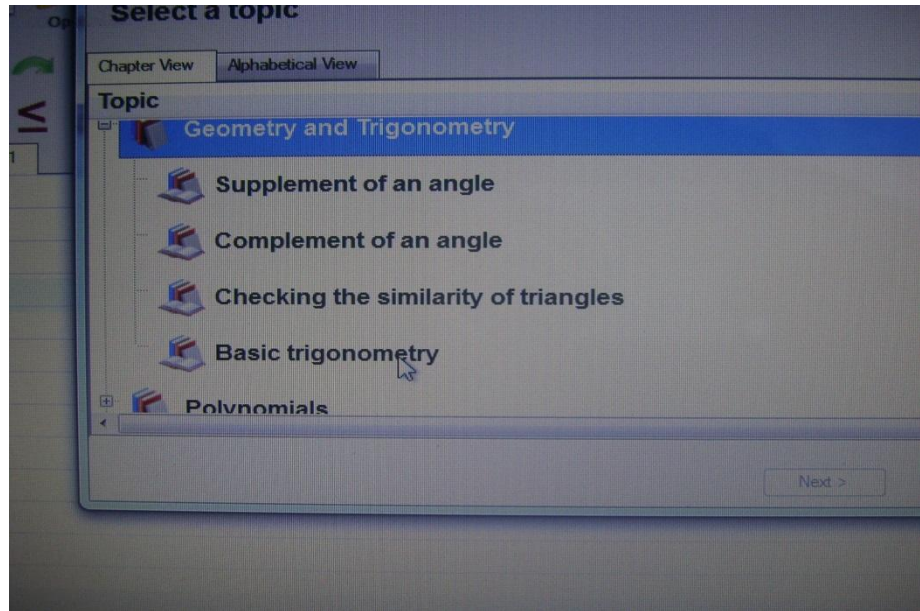 Select a topic
Chapter View
Alphabetical View
Topic
Geometry and Trigonometry
Supplement of an angle
Complement of an angle
Checking the similarity of triangles
Basic trigonometry
Polynomials
Next >